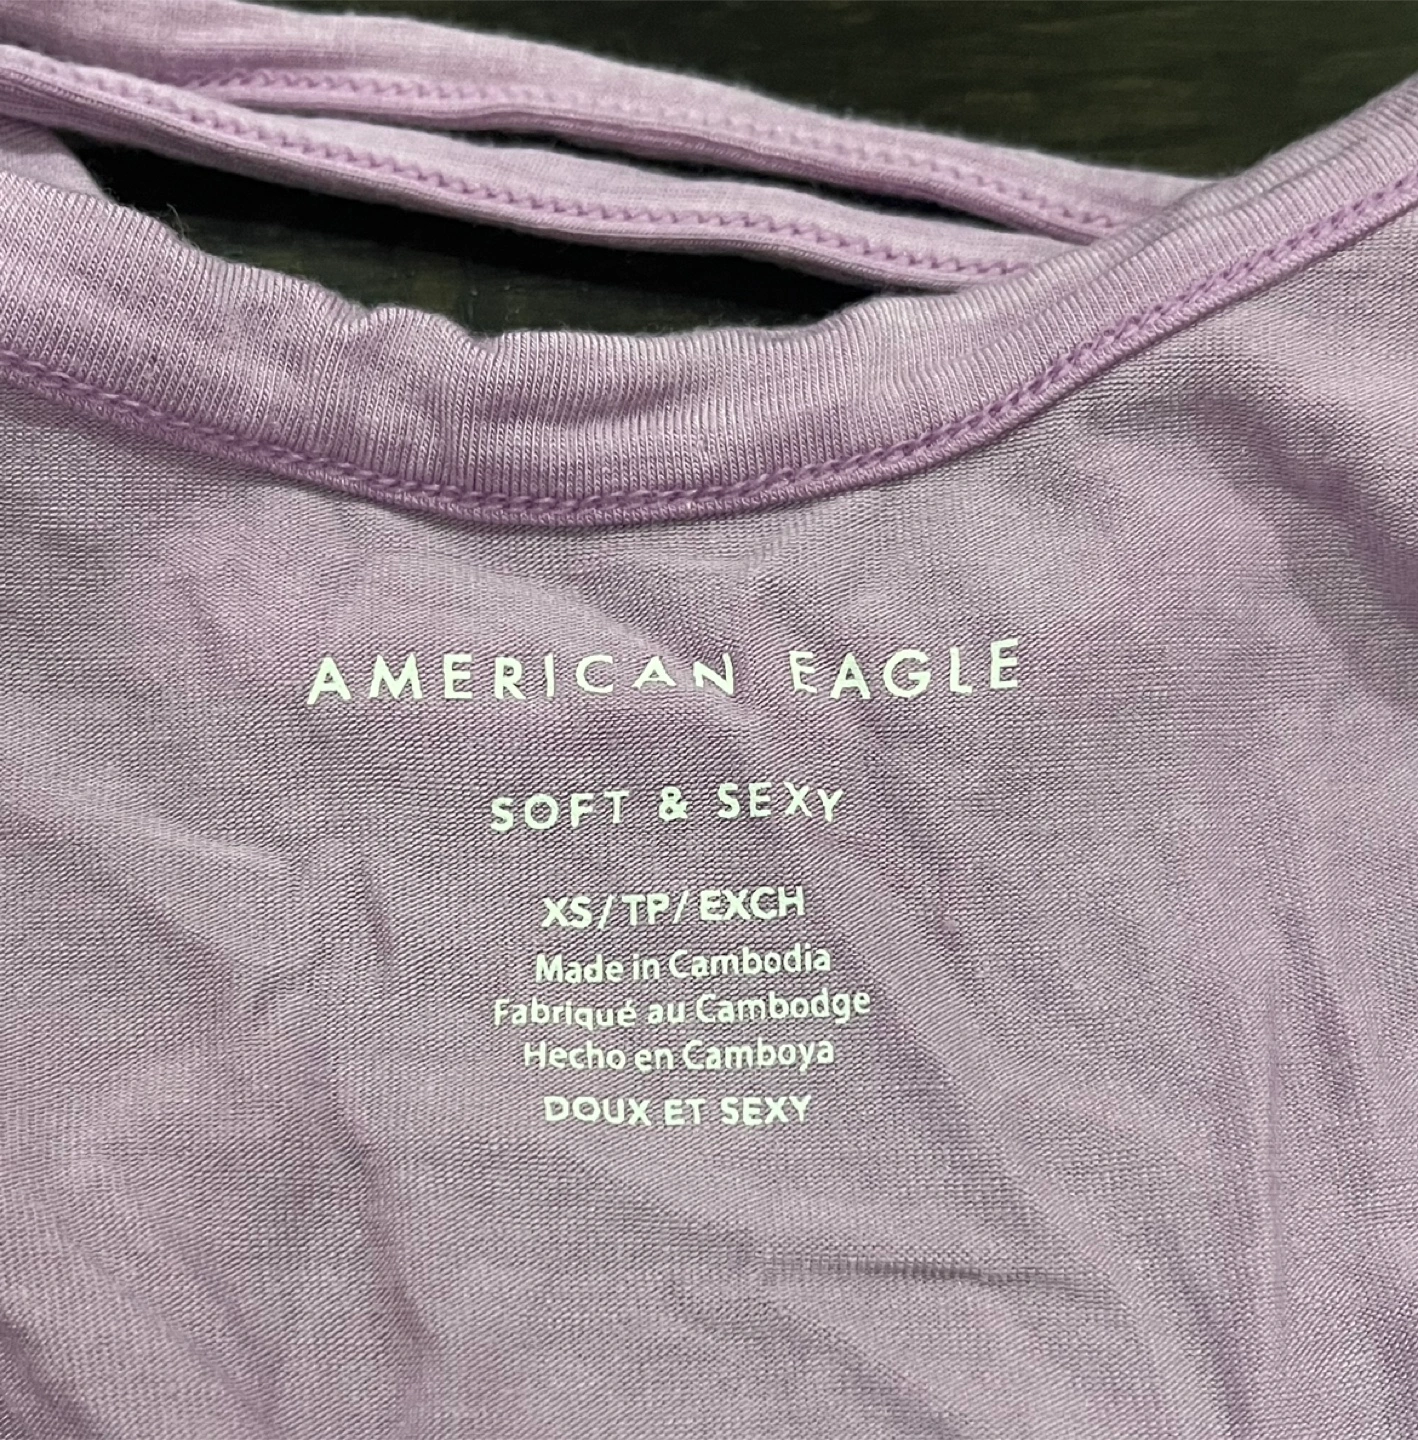 AMERICAN EAGLE
SOFT & SEXY
XS/TP/EXCH
Made in Cambodia
Fabriqué au Cambodge
Hecho en Camboya
DOUX ET SEXY